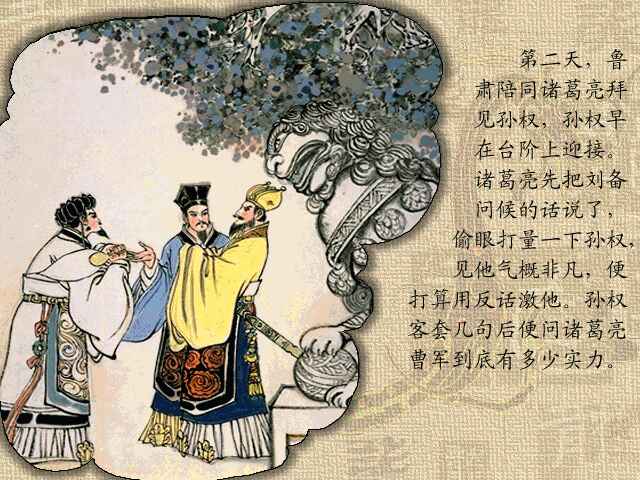 第二天，鲁
肃陪同诸葛亮拜
见孙权，孙权早
在台阶上迎接。
诸葛亮先把刘备
问候的话说了，
偷眼打量一下孙权，
见他气概非凡，便
打算用反话激他。孙权
客套几句后便问诸葛亮
曹军到底有多少实力。